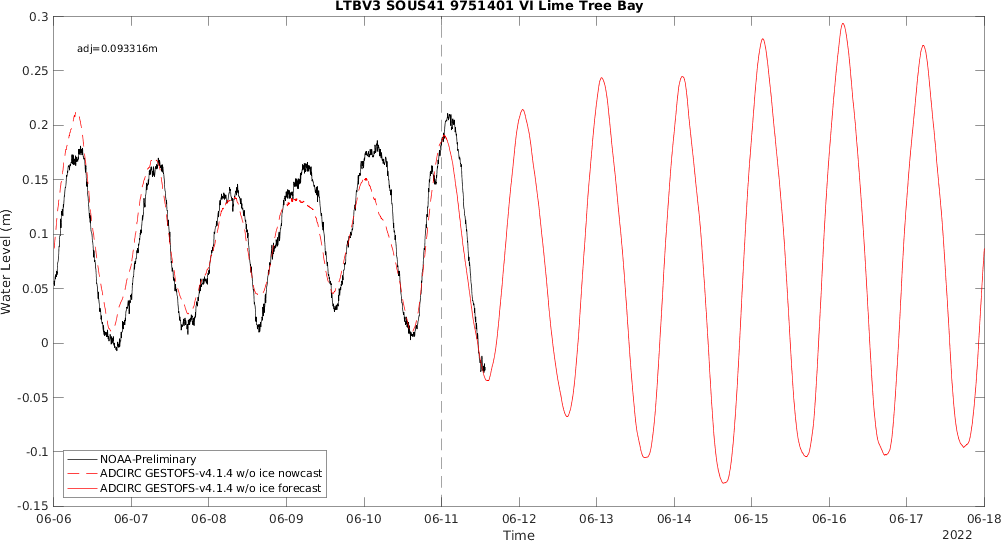 LTBV3 SOUS41 9751401 VI Lime Tree Bay
adj=0.093316m
Water Level (m)
0.3
0.25
0.2
0.15
0.1
0.05
0
-0.05
-0.1
-0.15
NOAA-Preliminary
ADCIRC GESTOFS-v4.1.4 w/o ice nowcast
ADCIRC GESTOFS-v4.1.4 w/o ice forecast
06-06 06-07 06-08 06-09 06-10 06-11 06-12 06-13 06-14 06-15 06-16 06-17 06-18
Time
2022